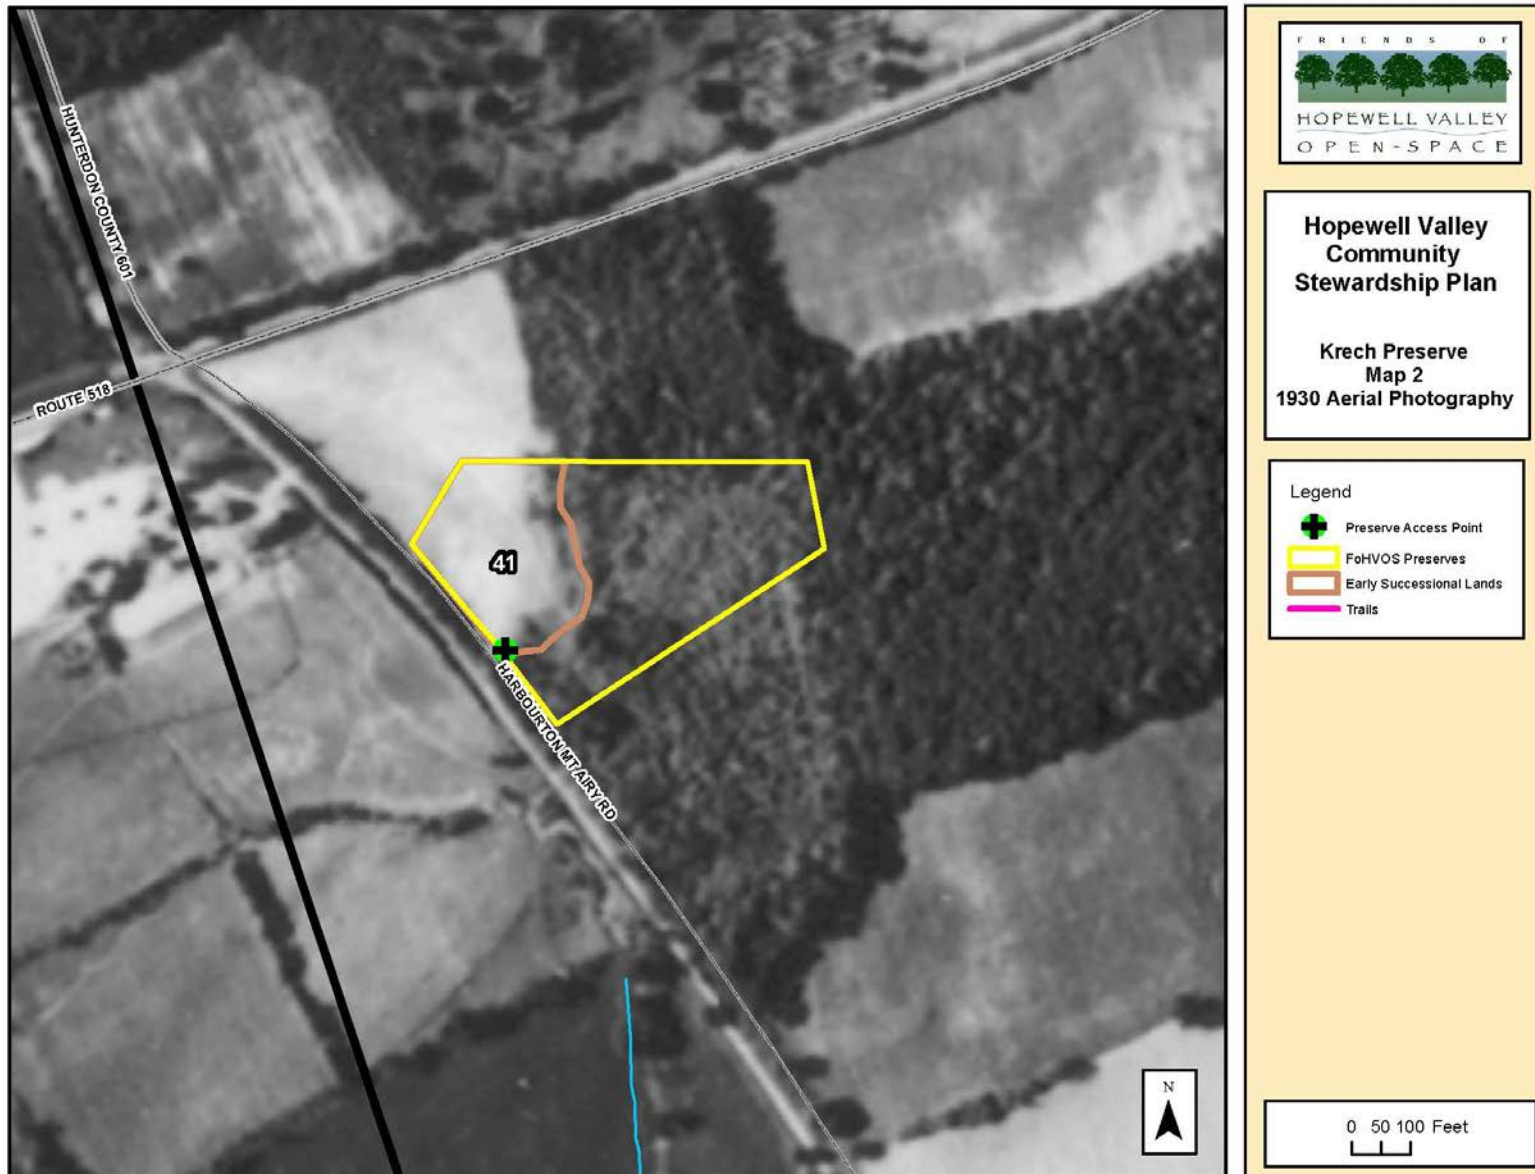 HUNTERDON COUNTY 601
ROUTE 518
41
HARBOURTON MT AIRY RD
N
FRIENDS OF
HOPEWELL VALLEY
OPEN-SPACE
Hopewell Valley
Community
Stewardship Plan
Krech Preserve
Map 2
1930 Aerial Photography
Legend
Preserve Access Point
FoHVOS Preserves
Early Successional Lands
Trails
0 50 100 Feet